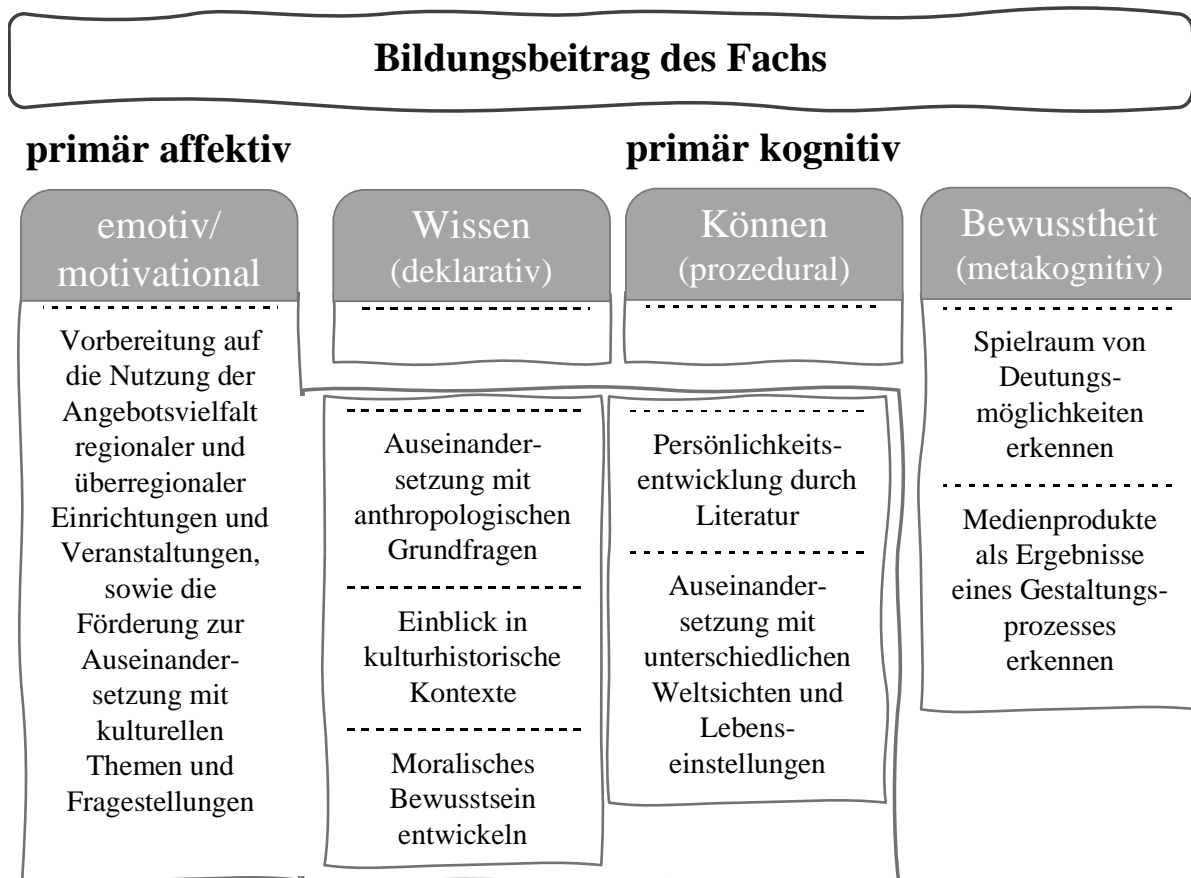 Bildungsbeitrag des Fachs
primär affektiv
primär kognitiv
emotiv/
motivational
Vorbereitung auf
die Nutzung der
Angebotsvielfalt
regionaler und
überregionaler
Einrichtungen und
Veranstaltungen,
sowie die
Förderung zur
Auseinander-
setzung mit
kulturellen
Themen und
Fragestellungen
Wissen
(deklarativ)
Auseinander-
setzung mit
anthropologischen
Grundfragen
Einblick in
kulturhistorische
Kontexte
Moralisches
Bewusstsein
entwickeln
Können
(prozedural)
Persönlichkeits-
entwicklung durch
Literatur
Auseinander-
setzung mit
unterschiedlichen
Weltsichten und
Lebens-
einstellungen
Bewusstheit
(metakognitiv)
Spielraum von
Deutungs-
möglichkeiten
erkennen
Medienprodukte
als Ergebnisse
eines Gestaltungs-
prozesses
erkennen